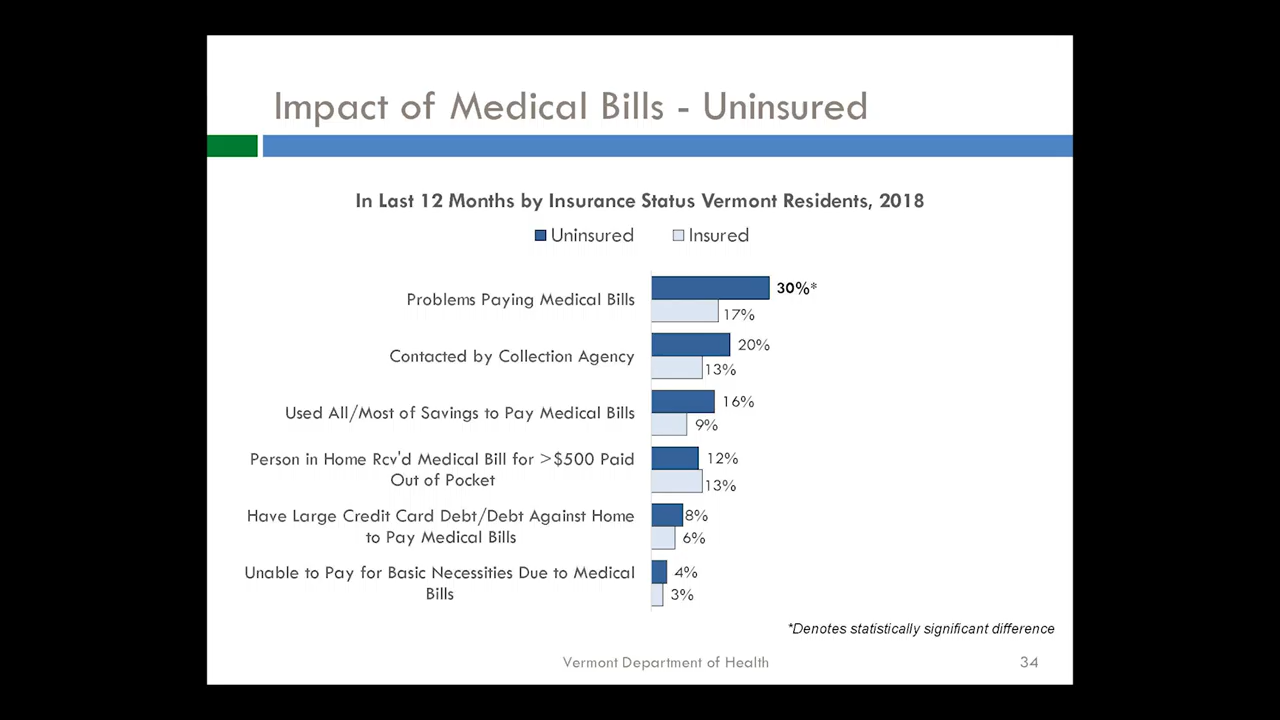 Impact of Medical Bills - Uninsured
In Last 12 Months by Insurance Status Vermont Residents, 2018
Uninsured Insured
Problems Paying Medical Bills
30%*
17%
Contacted by Collection Agency
20%
13%
Used All/Most of Savings to Pay Medical Bills
16%
9%
Person in Home Rcv'd Medical Bill for >$500 Paid
Out of Pocket
12%
13%
Have Large Credit Card Debt/Debt Against Home
to Pay Medical Bills
8%
6%
Unable to Pay for Basic Necessities Due to Medical
Bills
4%
3%
*Denotes statistically significant difference
Vermont Department of Health
34